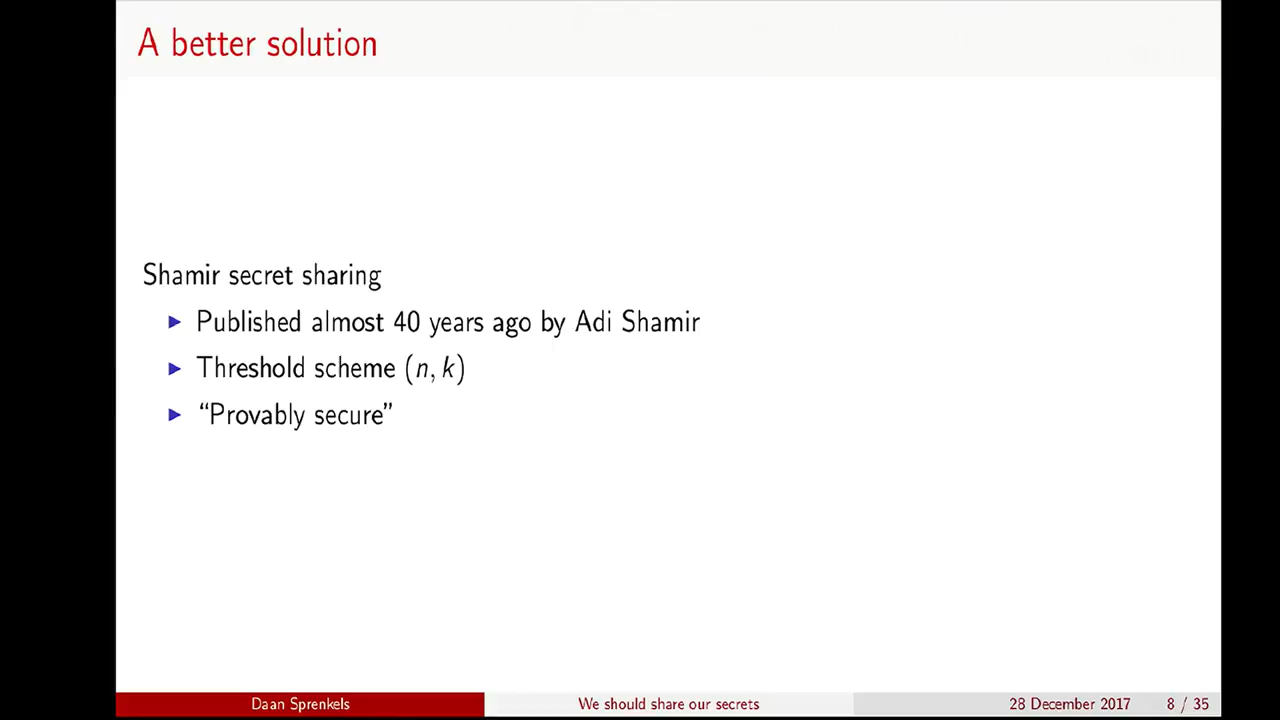 A better solution
Shamir secret sharing
Published almost 40 years ago by Adi Shamir
Threshold scheme (n, k)
“Provably secure”
Daan Sprenkels
We should share our secrets
28 December 2017
8 / 35